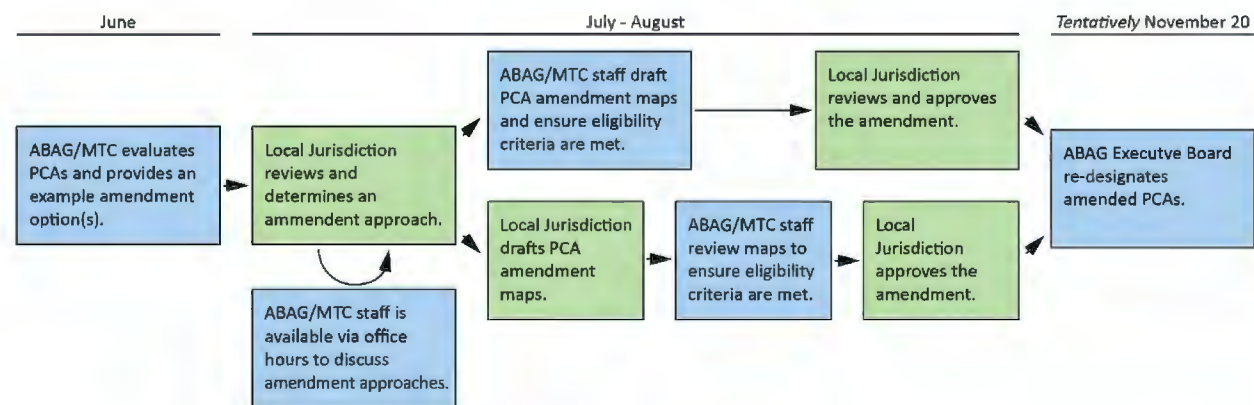 June
July - August
Tentatively November 20
ABAG/MTC evaluates
PCAs and provides an
example amendment
option(s).
Local Jurisdiction
reviews and
determines an
ammendent approach.
ABAG/MTC staff is
available via office
hours to discuss
amendment approaches.
ABAG/MTC staff draft
PCA amendment maps
and ensure eligibility
criteria are met.
Local Jurisdiction
reviews and approves
the amendment.
Local Jurisdiction
drafts PCA
amendment
maps.
ABAG/MTC staff
review maps to
ensure eligibility
criteria are met.
Local
Jurisdiction
approves the
amendment.
ABAG Executve Board
re-designates
amended PCAs.